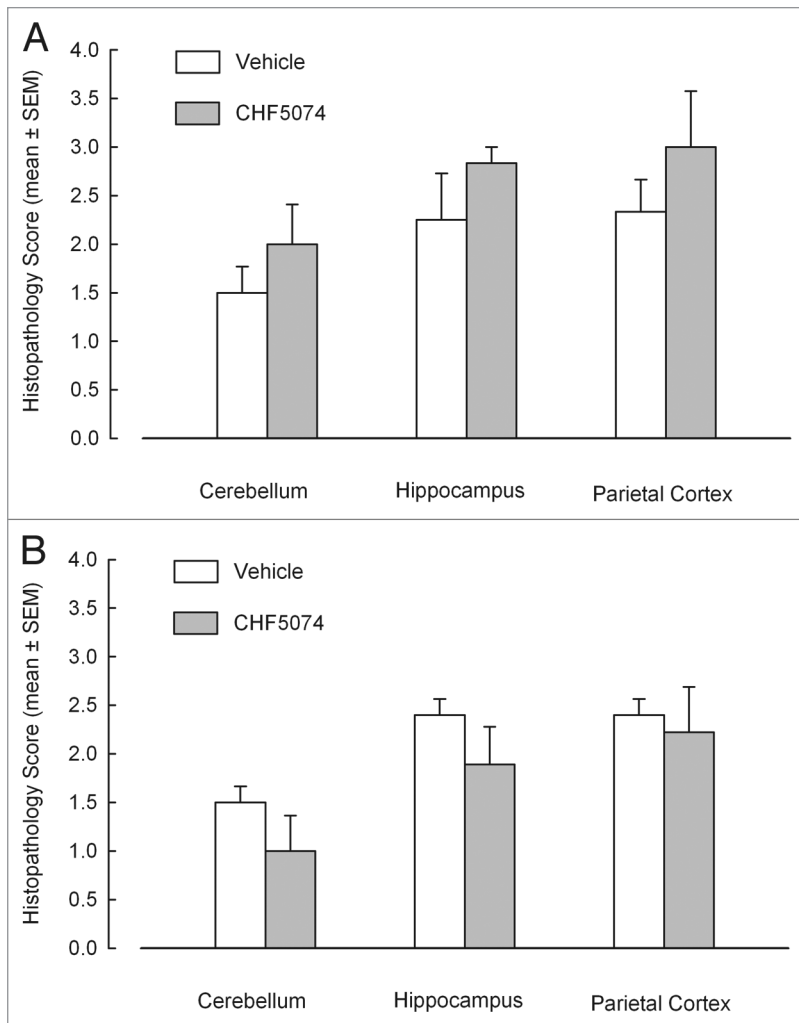 A
Histopathology Score (mean ± SEM)
4.0
3.5
3.0
2.5
2.0
1.5
1.0
0.5
0.0
Vehicle
CHF5074
Cerebellum
Hippocampus
Parietal Cortex
B
Histopathology Score (mean ± SEM)
4.0
3.5
3.0
2.5
2.0
1.5
1.0
0.5
0.0
Vehicle
CHF5074
Cerebellum
Hippocampus
Parietal Cortex